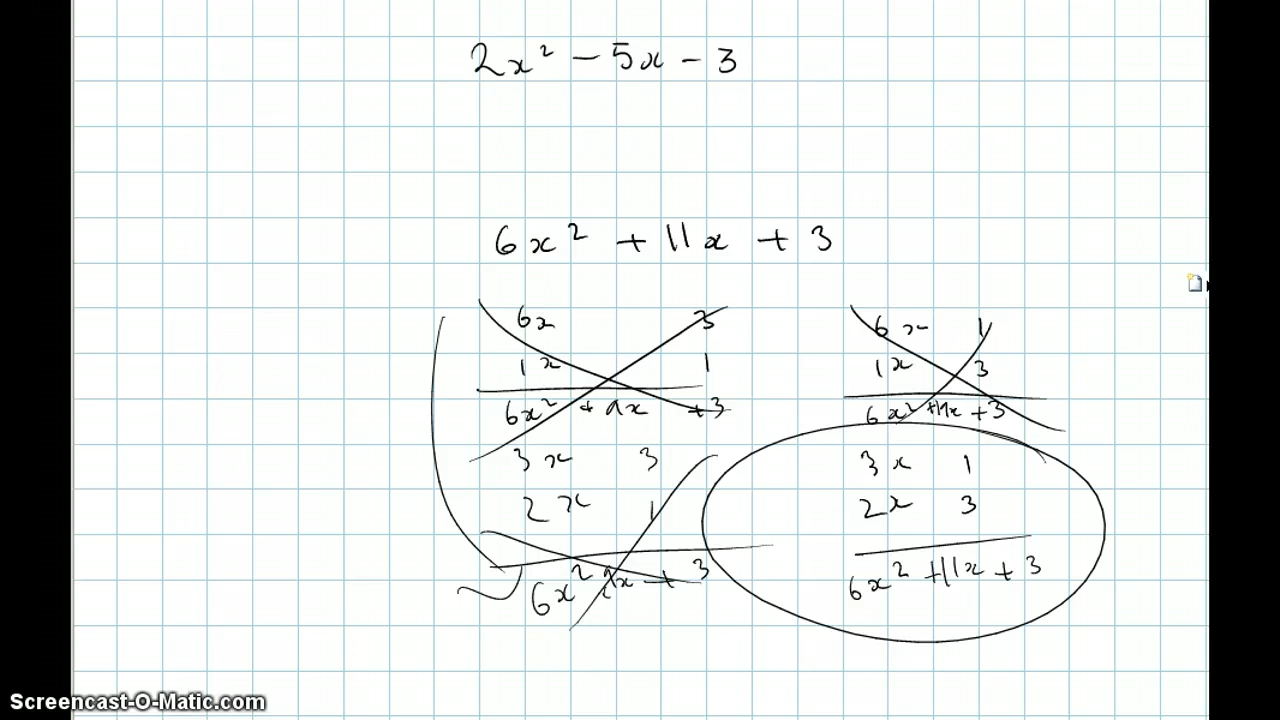 2x² - 5x - 3
6x² + 11x + 3
6x 3
1x 1
6x² + 9x + 3
6x 1
1x 3
6x² + 11x + 3
3x 3
2x 1
6x² 9x + 3
3x 1
2x 3
6x² + 11x + 3
Screencast-O-Matic.com